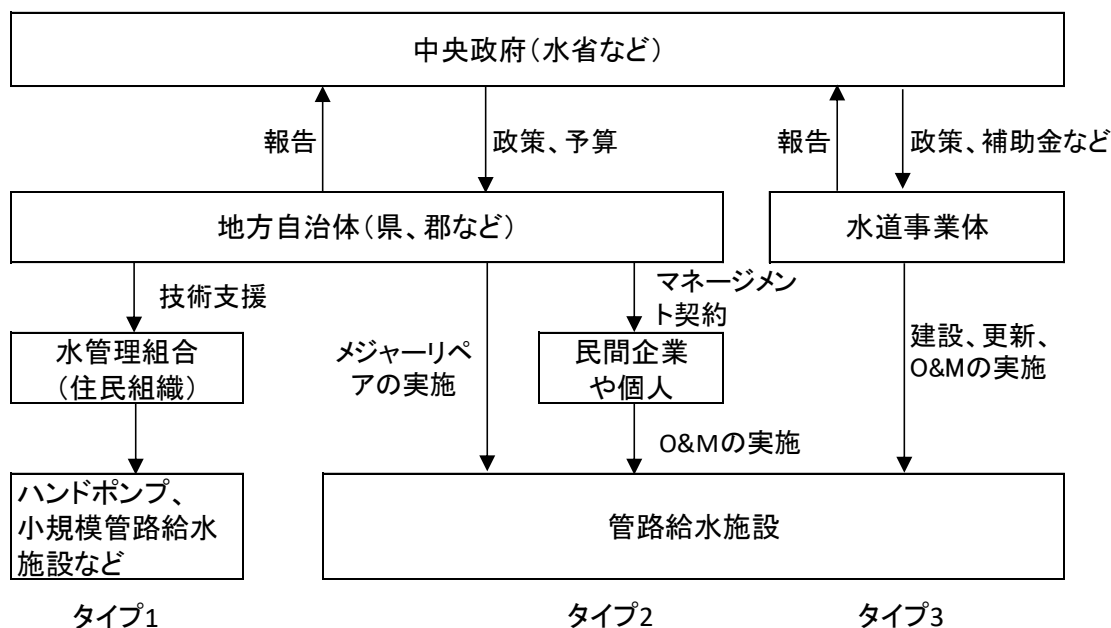 中央政府（水省など）
報告
政策、予算
報告
政策、補助金など
地方自治体（県、郡など）
水道事業体
技術支援
マネージメン
ト契約
水管理組合
（住民組織）
メジャーリペ
アの実施
民間企業
や個人
建設、更新、
O&Mの実施
O&Mの実施
ハンドポンプ、
小規模管路給水
施設など
管路給水施設
タイプ1
タイプ2
タイプ3